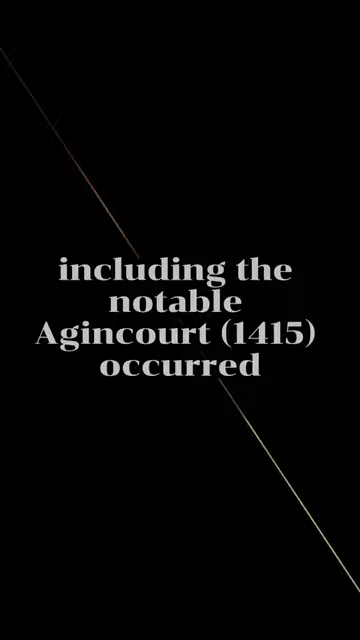 including the
notable
Agincourt (1415)
occurred